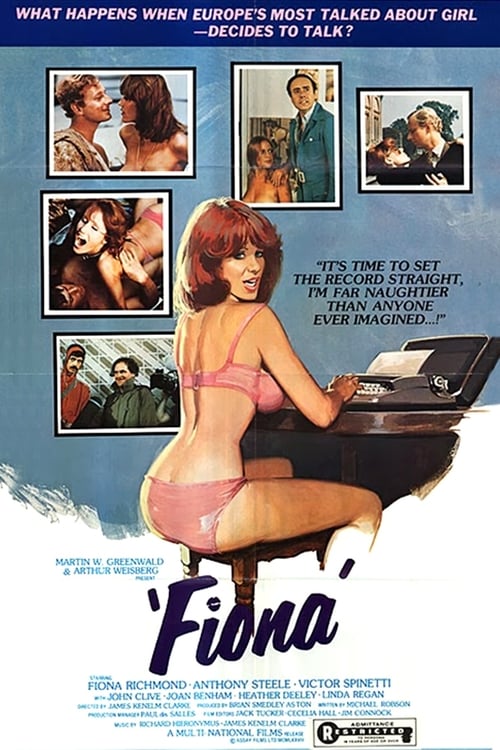 WHAT HAPPENS WHEN EUROPE'S MOST TALKED ABOUT GIRL
—DECIDES TO TALK?
"IT'S TIME TO SET
THE RECORD STRAIGHT,
I'M FAR NAUGHTIER
THAN ANYONE
EVER IMAGINED...!"
MARTIN W. GREENWALD
& ARTHUR WEISBERG
PRESENT
'Fiona'
STARRING
FIONA RICHMOND • ANTHONY STEELE • VICTOR SPINETTI
WITH JOHN CLIVE • JOAN BENHAM • HEATHER DEELEY • LINDA REGAN
DIRECTED BY JAMES KENELM CLARKE PRODUCED BY BRIAN SMEDLEY ASTON WRITTEN BY MICHAEL ROBSON
PRODUCTION MANAGER PAUL de. SALLES FILM EDITORS JACK TUCKER • CECELIA HALL • JIM CONNOCK
MUSIC BY RICHARD HIERONYMUS • JAMES KENELM CLARKE
A MULTI-NATIONAL FILMS RELEASE
R ADMITTANCE
RESTRICTED